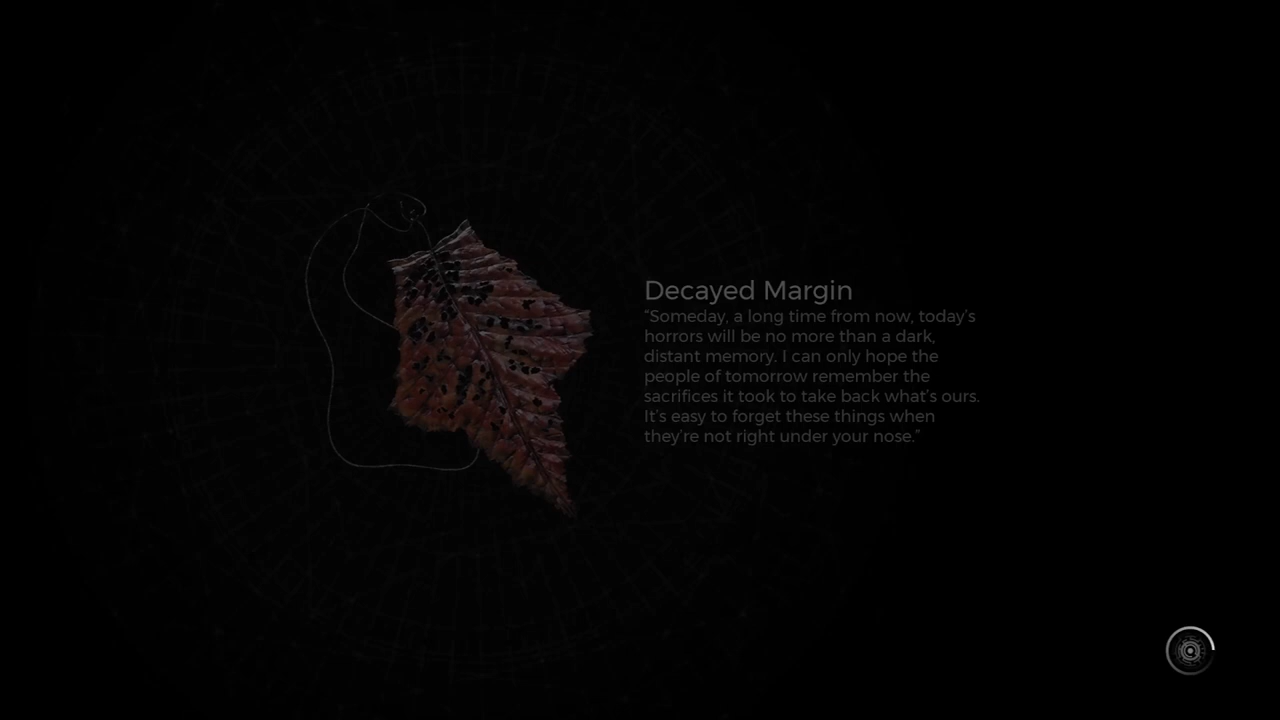 Decayed Margin
“Someday, a long time from now, today’s
horrors will be no more than a dark,
distant memory. I can only hope the
people of tomorrow remember the
sacrifices it took to take back what’s ours.
It’s easy to forget these things when
they’re not right under your nose.”